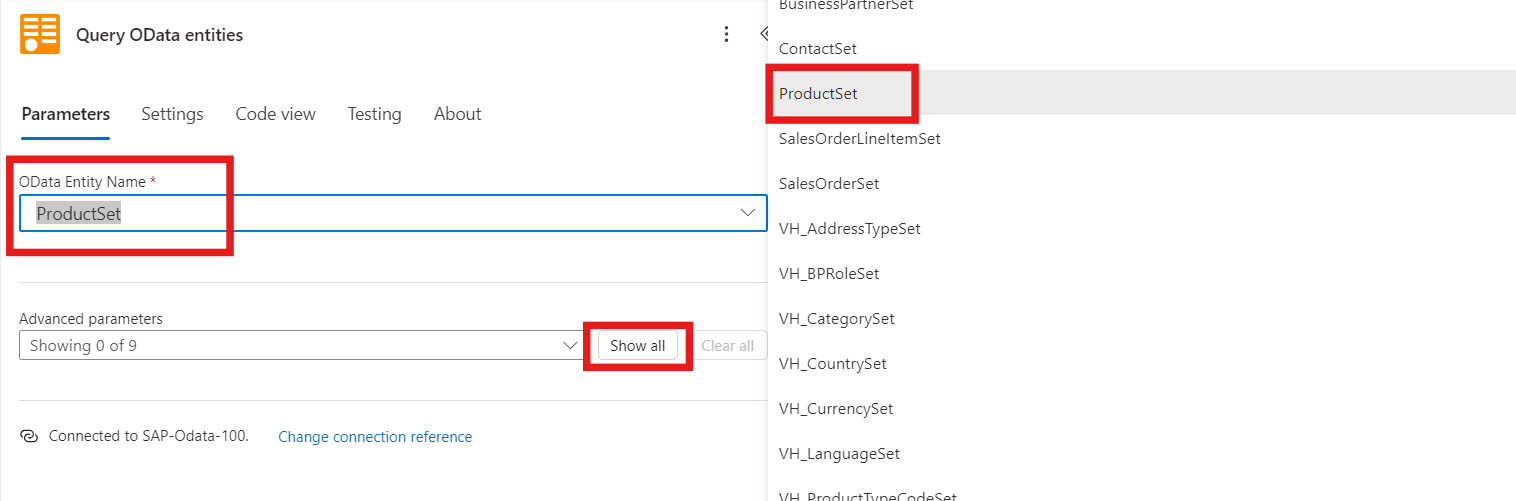 Query OData entities
Parameters Settings Code view Testing About
OData Entity Name *
ProductSet
Advanced parameters
Showing 0 of 9 Show all Clear all
Connected to SAP-Odata-100. Change connection reference
BusinessPartnerSet
ContactSet
ProductSet
SalesOrderLineItemSet
SalesOrderSet
VH_AddressTypeSet
VH_BPRoleSet
VH_CategorySet
VH_CountrySet
VH_CurrencySet
VH_LanguageSet
VH_ProductTypeCodeSet